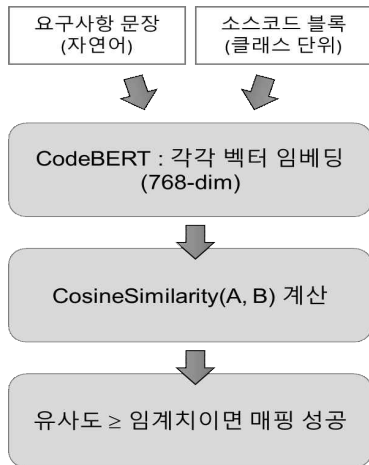 요구사항 문장
(자연어)
소스코드 블록
(클래스 단위)
CodeBERT : 각각 벡터 임베딩
(768-dim)
CosineSimilarity(A, B) 계산
유사도 ≥ 임계치이면 매핑 성공